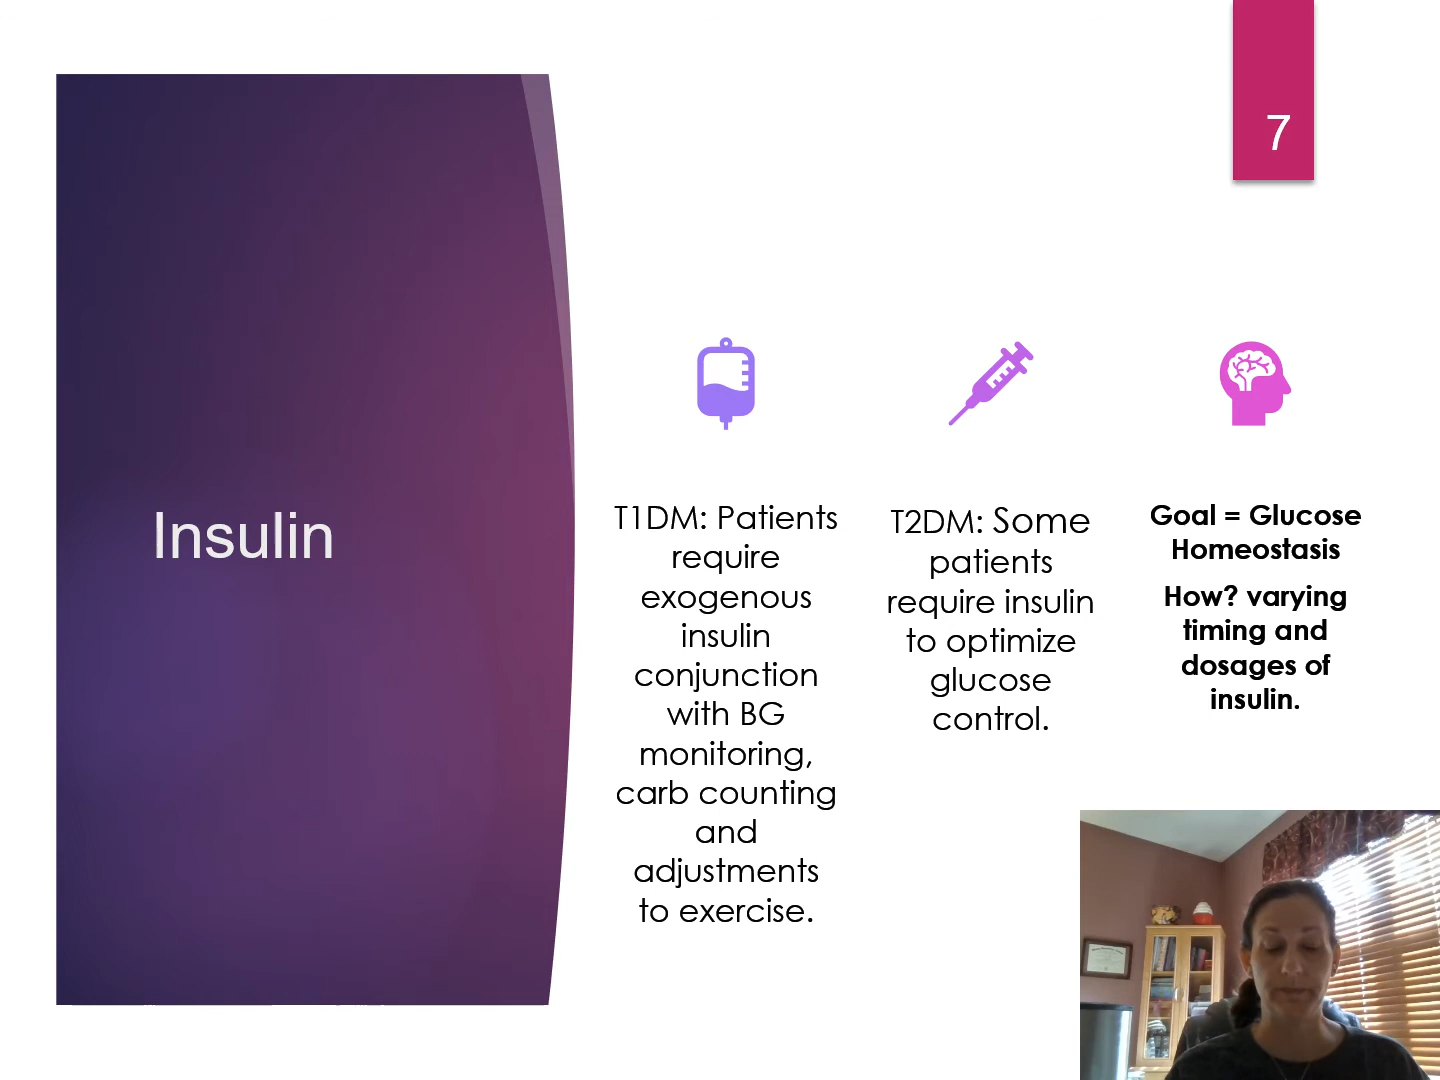 7
Insulin
T1DM: Patients
require
exogenous
insulin
conjunction
with BG
monitoring,
carb counting
and
adjustments
to exercise.
T2DM: Some
patients
require insulin
to optimize
glucose
control.
Goal = Glucose
Homeostasis
How? varying
timing and
dosages of
insulin.